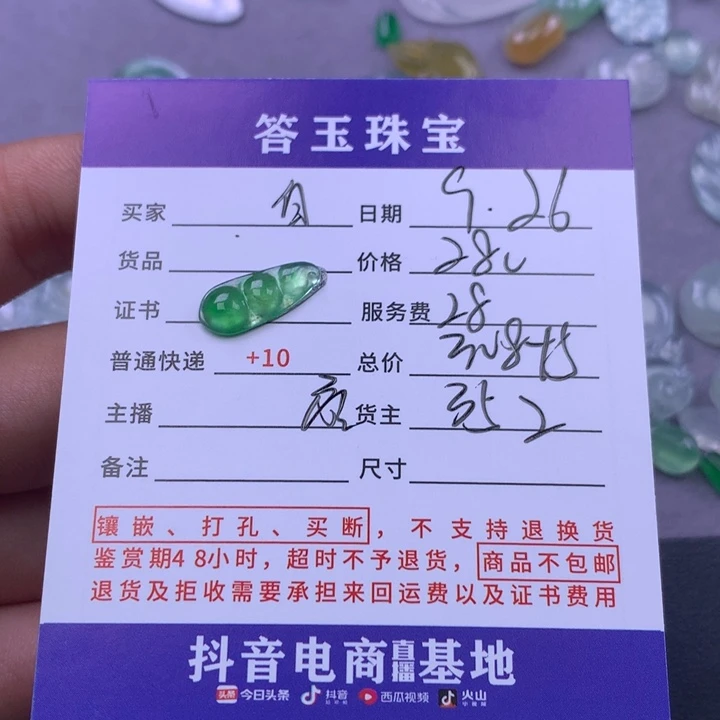 答玉珠宝
买家 日期 9.26
货品 价格 280
证书 服务费 28
普通快递 +10 总价
主播 货主
备注 尺寸
镶嵌、打孔、买断，不支持退换货
鉴赏期48小时，超时不予退货，商品不包邮
退货及拒收需要承担来回运费以及证书费用
抖音电商直播基地
头条 今日头条 抖音 西瓜视频 火山